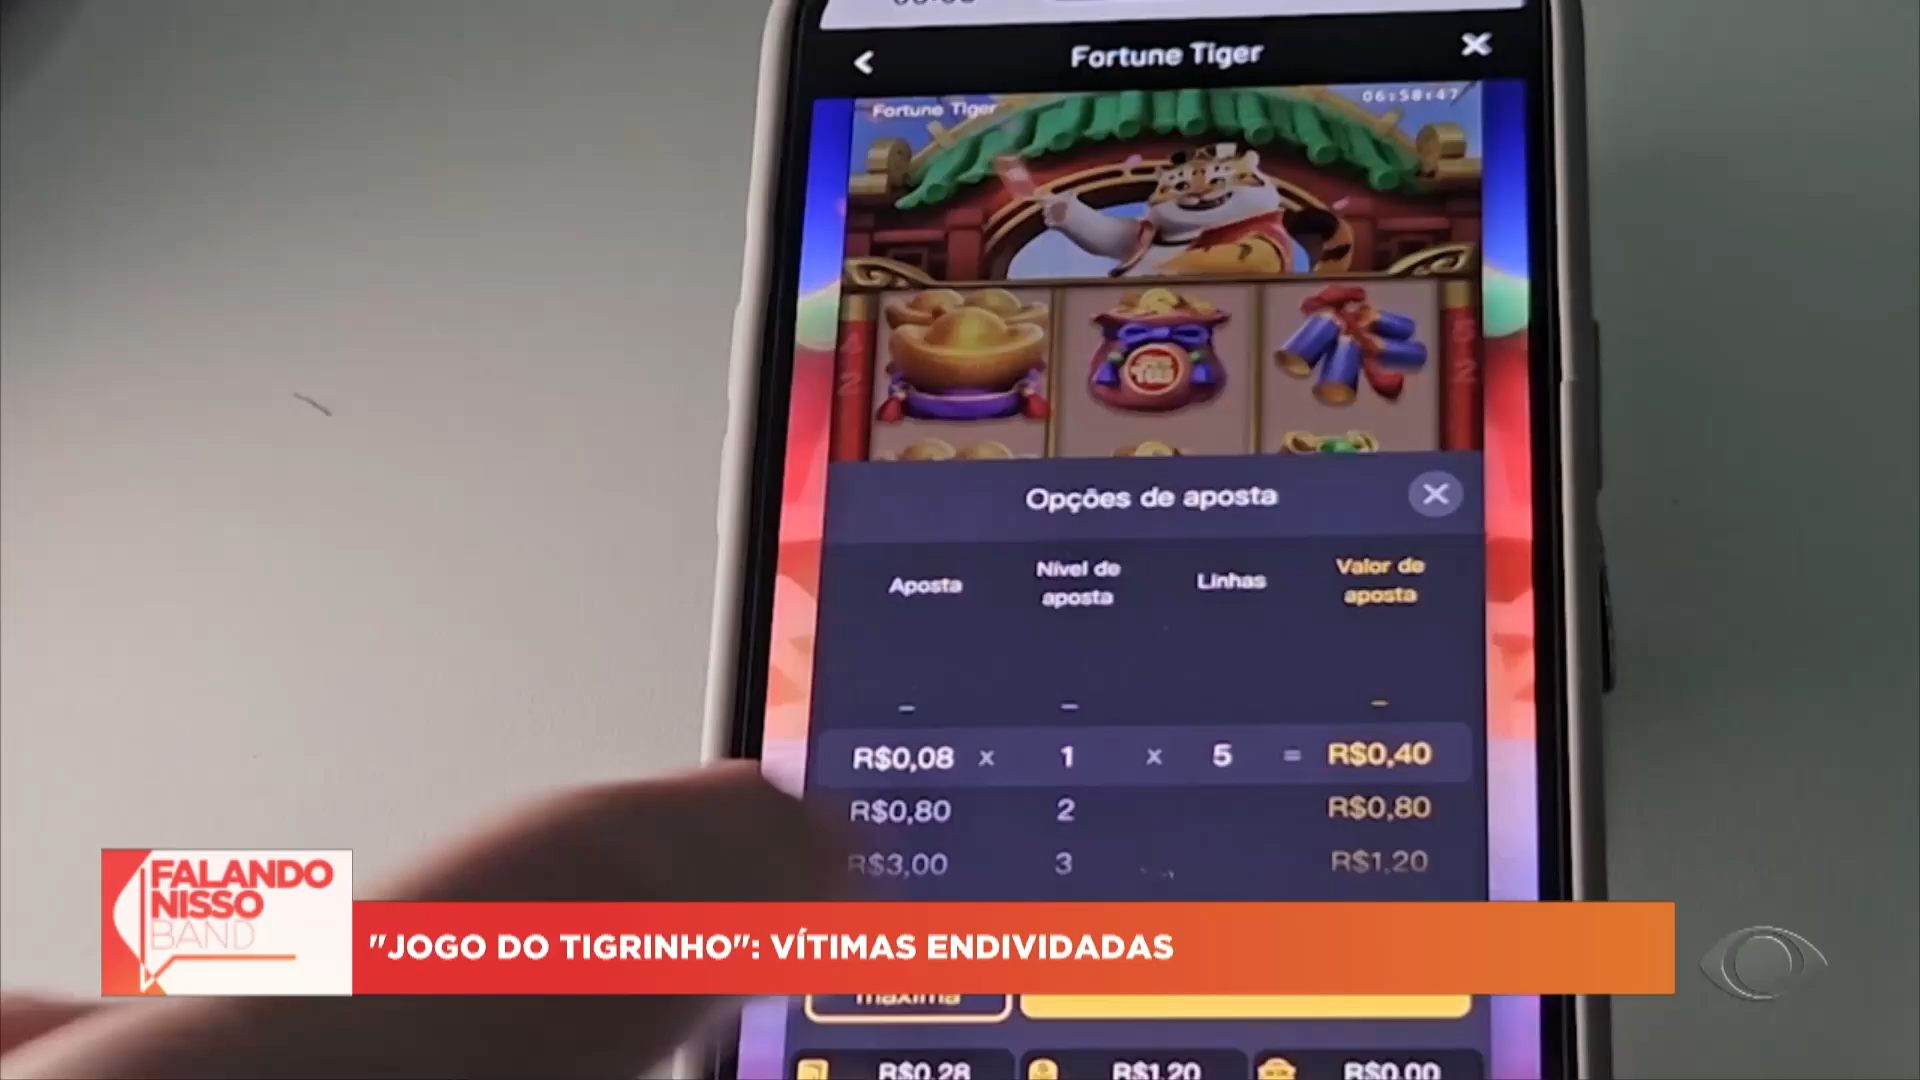 Fortune Tiger
Fortune Tiger
06:58:47
Opções de aposta
Aposta
Nível de
aposta
Linhas
Valor de
aposta
R$0,08 x 1 x 5 = R$0,40
R$0,80 2 R$0,80
R$3,00 3 R$1,20
FALANDO
NISSO
BAND
"JOGO DO TIGRINHO": VÍTIMAS ENDIVIDADAS
máxima
R$0,28 R$1,20 R$0,00